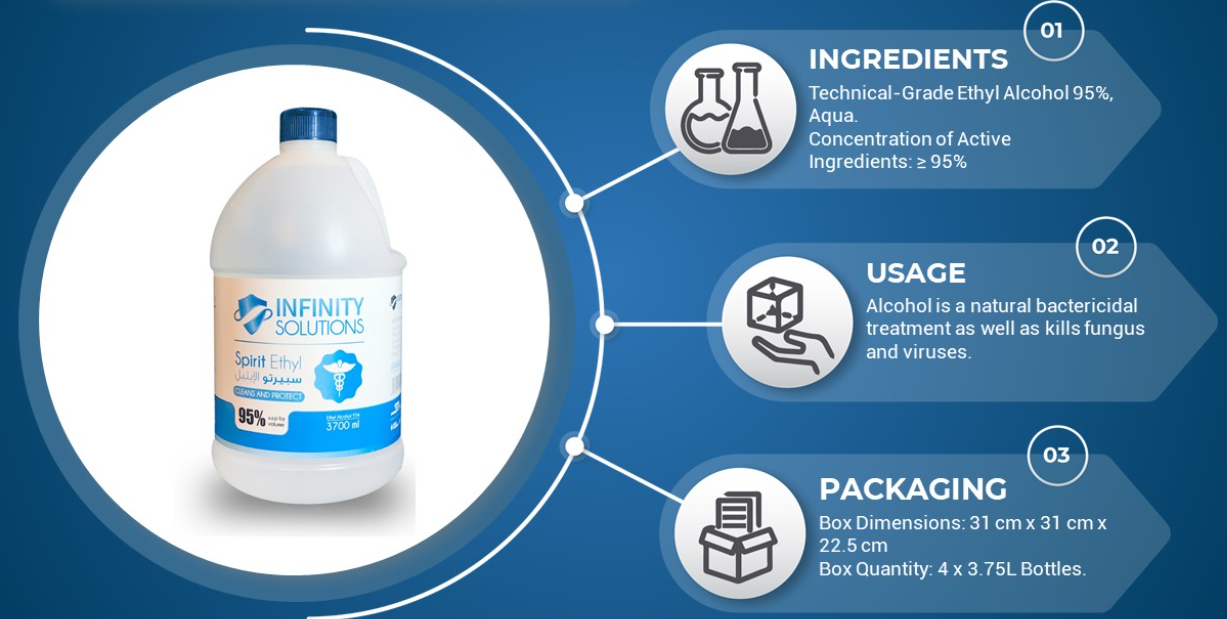 INFINITY
SOLUTIONS
Spirit Ethyl
سبيرتو الإيثيل
CLEANS AND PROTECT
95%
volume
3700 ml
01
INGREDIENTS
Technical-Grade Ethyl Alcohol 95%,
Aqua.
Concentration of Active
Ingredients: ≥ 95%
02
USAGE
Alcohol is a natural bactericidal
treatment as well as kills fungus
and viruses.
03
PACKAGING
Box Dimensions: 31 cm x 31 cm x
22.5 cm
Box Quantity: 4 x 3.75L Bottles.